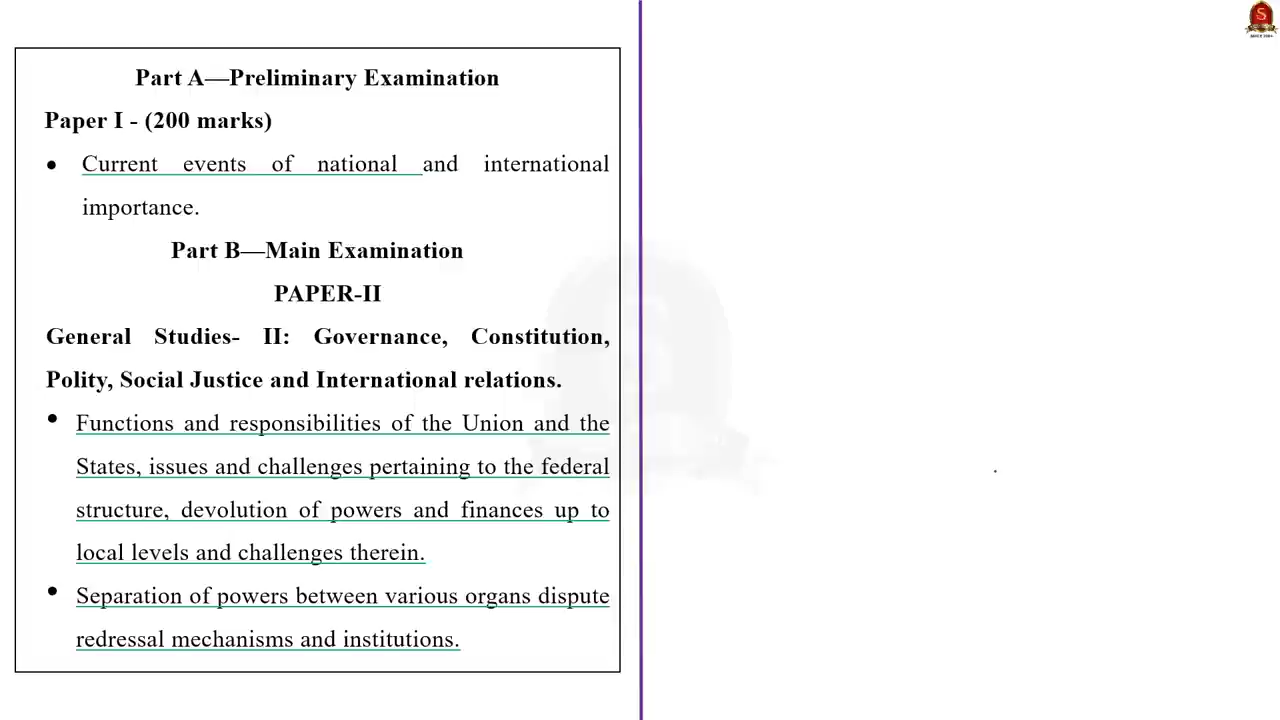 Part A—Preliminary Examination
Paper I - (200 marks)
• Current events of national and international
importance.
Part B—Main Examination
PAPER-II
General Studies- II: Governance, Constitution,
Polity, Social Justice and International relations.
• Functions and responsibilities of the Union and the
States, issues and challenges pertaining to the federal
structure, devolution of powers and finances up to
local levels and challenges therein.
• Separation of powers between various organs dispute
redressal mechanisms and institutions.
S